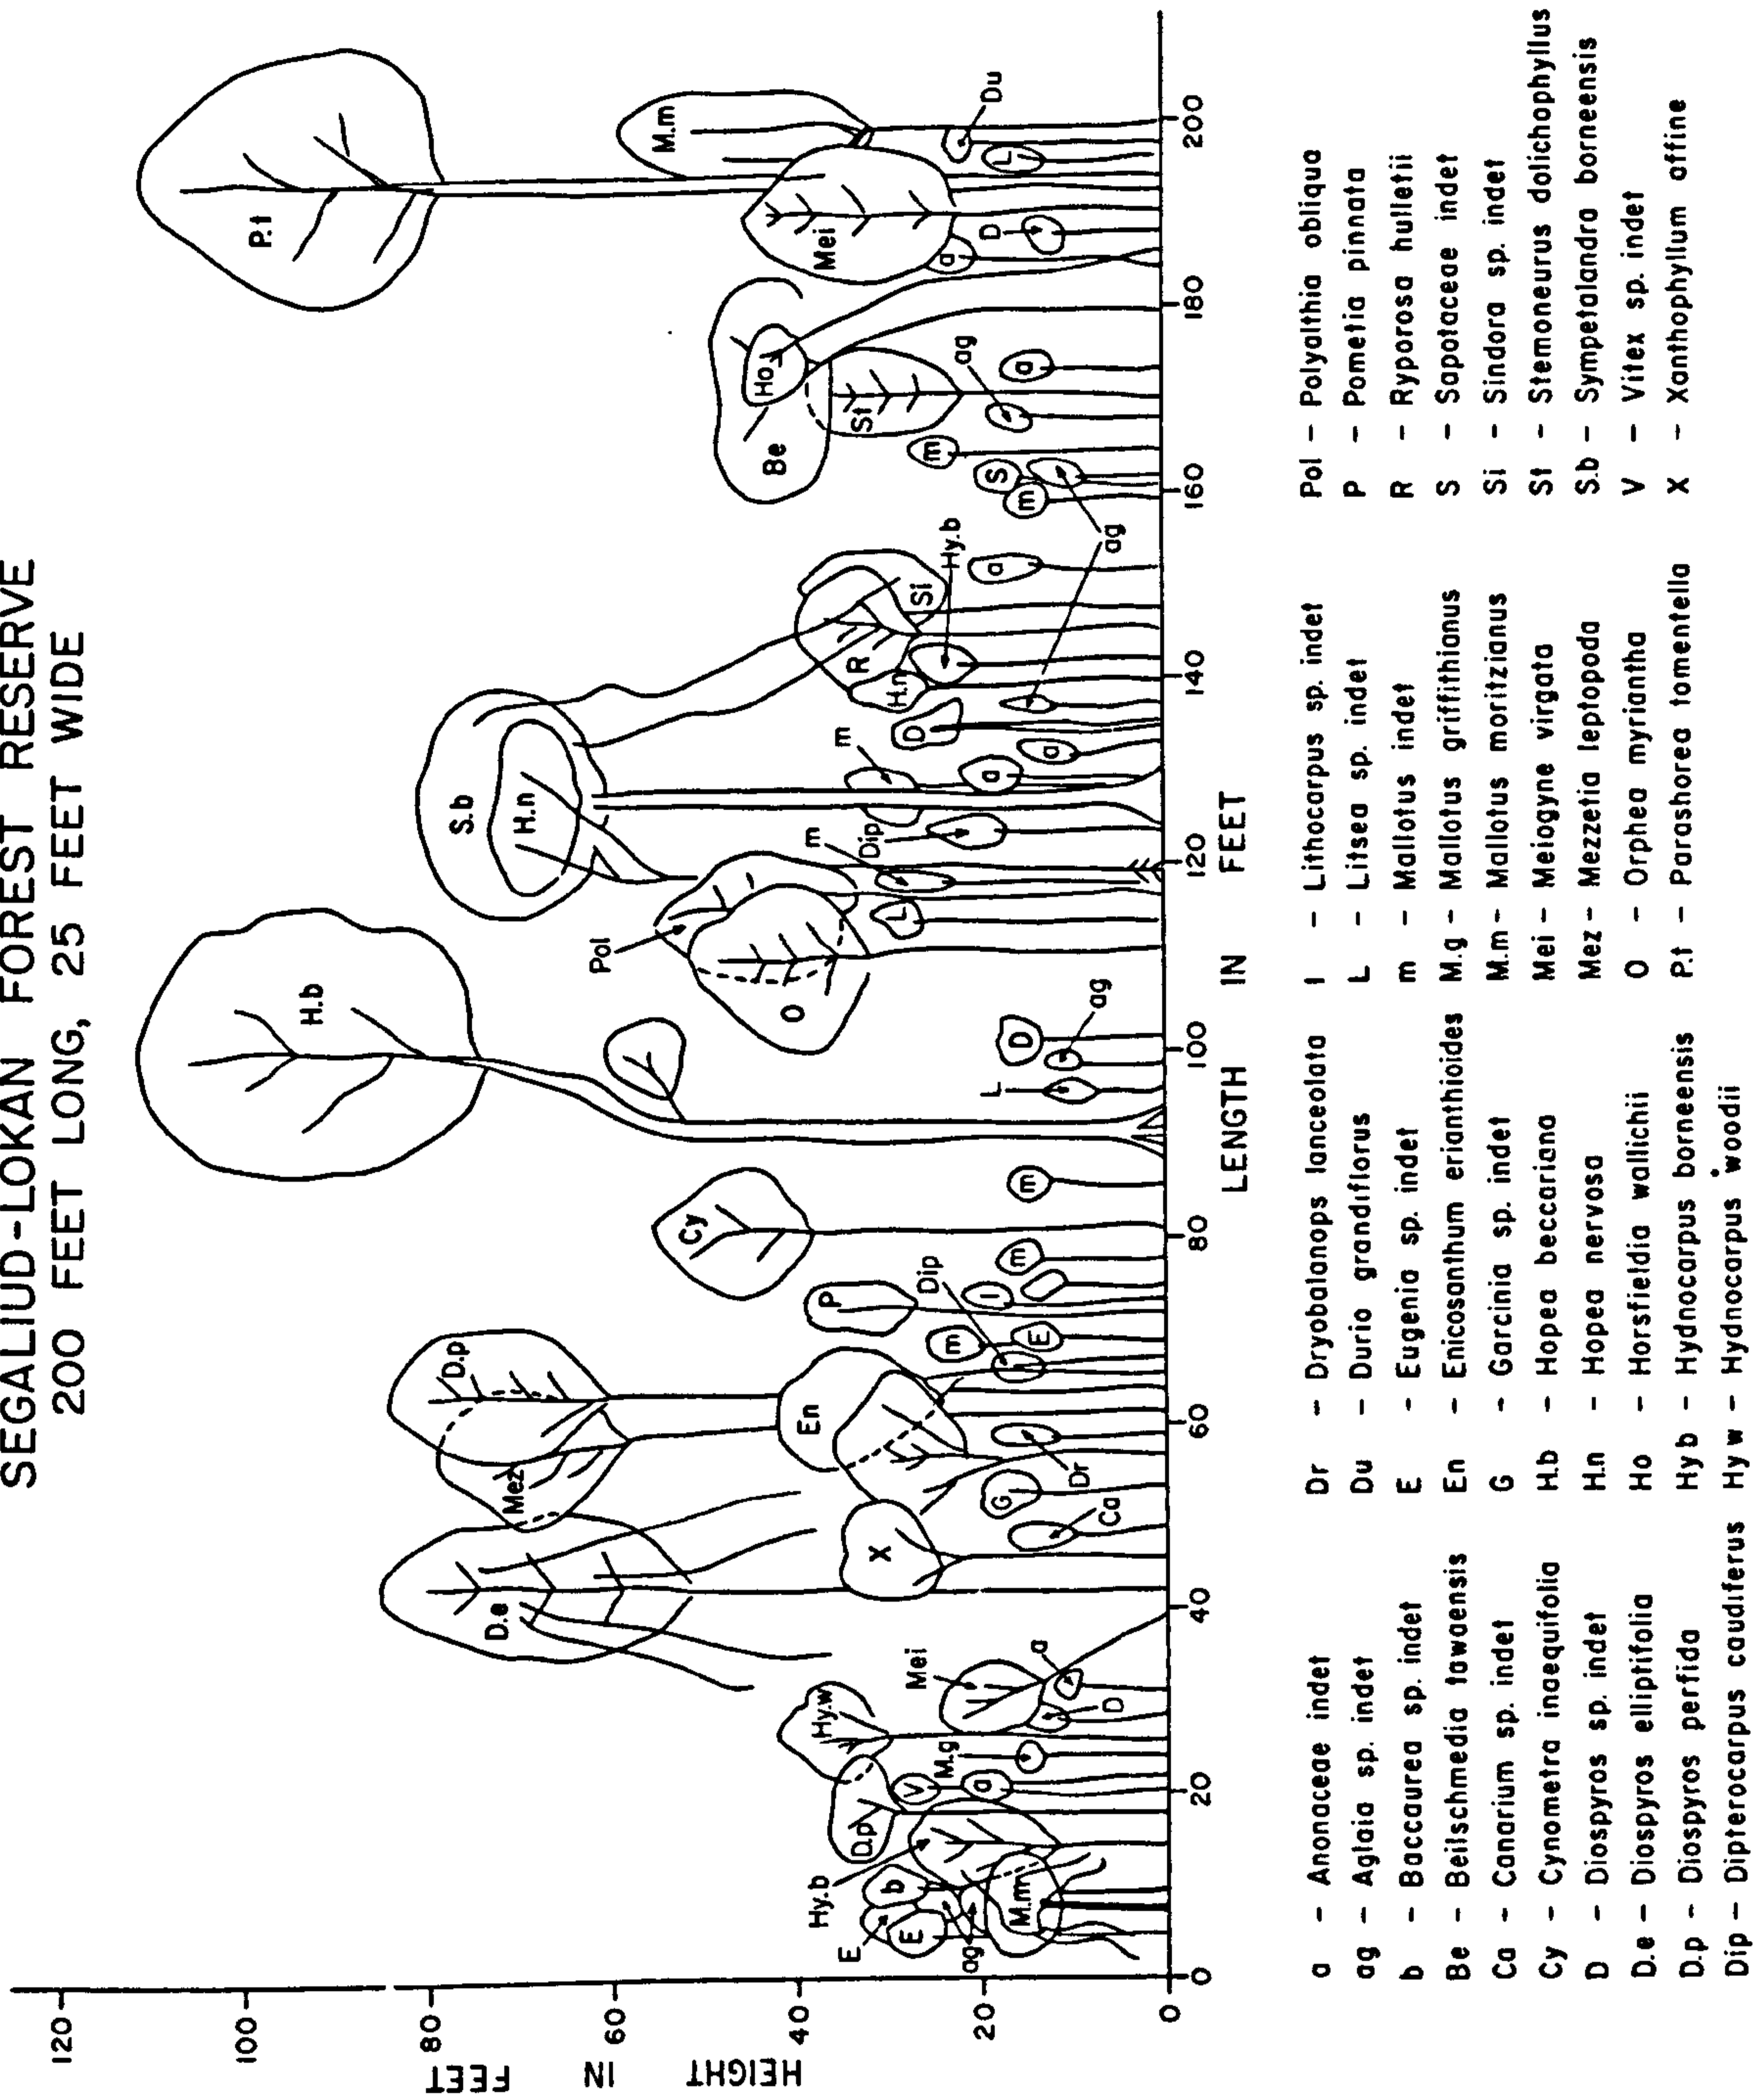 SEGALIUD-LOKAN FOREST RESERVE
200 FEET LONG, 25 FEET WIDE
HEIGHT IN FEET
120
100
80
60
40
20
0
P.t
H.b
S.b
H.n
D.p
Mez
D.e
M.m
Mei
Be
Ho
St
Pol
O
Cy
P
En
X
Hy.w
D.p
V
Hy.b
E
b
E
ag
M.m
M.g
a
Mei
a
D
G
Ca
Dr
m
Dip
E
l
m
m
L
ag
D
L
m
Dip
m
a
a
D
H.n
R
Si
Hy.b
ag
a
m
S
m
ag
a
a
D
L
Du
0
20
40
60
80
100
120
140
160
180
200
LENGTH IN FEET
a - Anonaceae indet
ag - Aglaia sp. indet
b - Baccaurea sp. indet
Be - Beilschmedia tawaensis
Ca - Canarium sp. indet
Cy - Cynometra inaequifolia
D - Diospyros sp. indet
D.e - Diospyros elliptifolia
D.p - Diospyros perfida
Dip - Dipterocarpus caudiferus
Dr - Dryobalanops lanceolata
Du - Durio grandiflorus
E - Eugenia sp. indet
En - Enicosanthum erianthioides
G - Garcinia sp. indet
H.b - Hopea beccariana
H.n - Hopea nervosa
Ho - Horsfieldia wallichii
Hy b - Hydnocarpus borneensis
Hy w - Hydnocarpus woodii
l - Lithocarpus sp. indet
L - Litsea sp. indet
m - Mallotus indet
M.g - Mallotus griffithianus
M.m - Mallotus moritzianus
Mei - Meiogyne virgata
Mez - Mezzetia leptopoda
O - Orphea myriantha
P.t - Parashorea tomentella
Pol - Polyalthia obliqua
P - Pometia pinnata
R - Ryporosa hulletii
S - Sapotaceae indet
Si - Sindora sp. indet
St - Stemoneurus dolichophyllus
S.b - Sympetalandra borneensis
V - Vitex sp. indet
X - Xanthophyllum affine